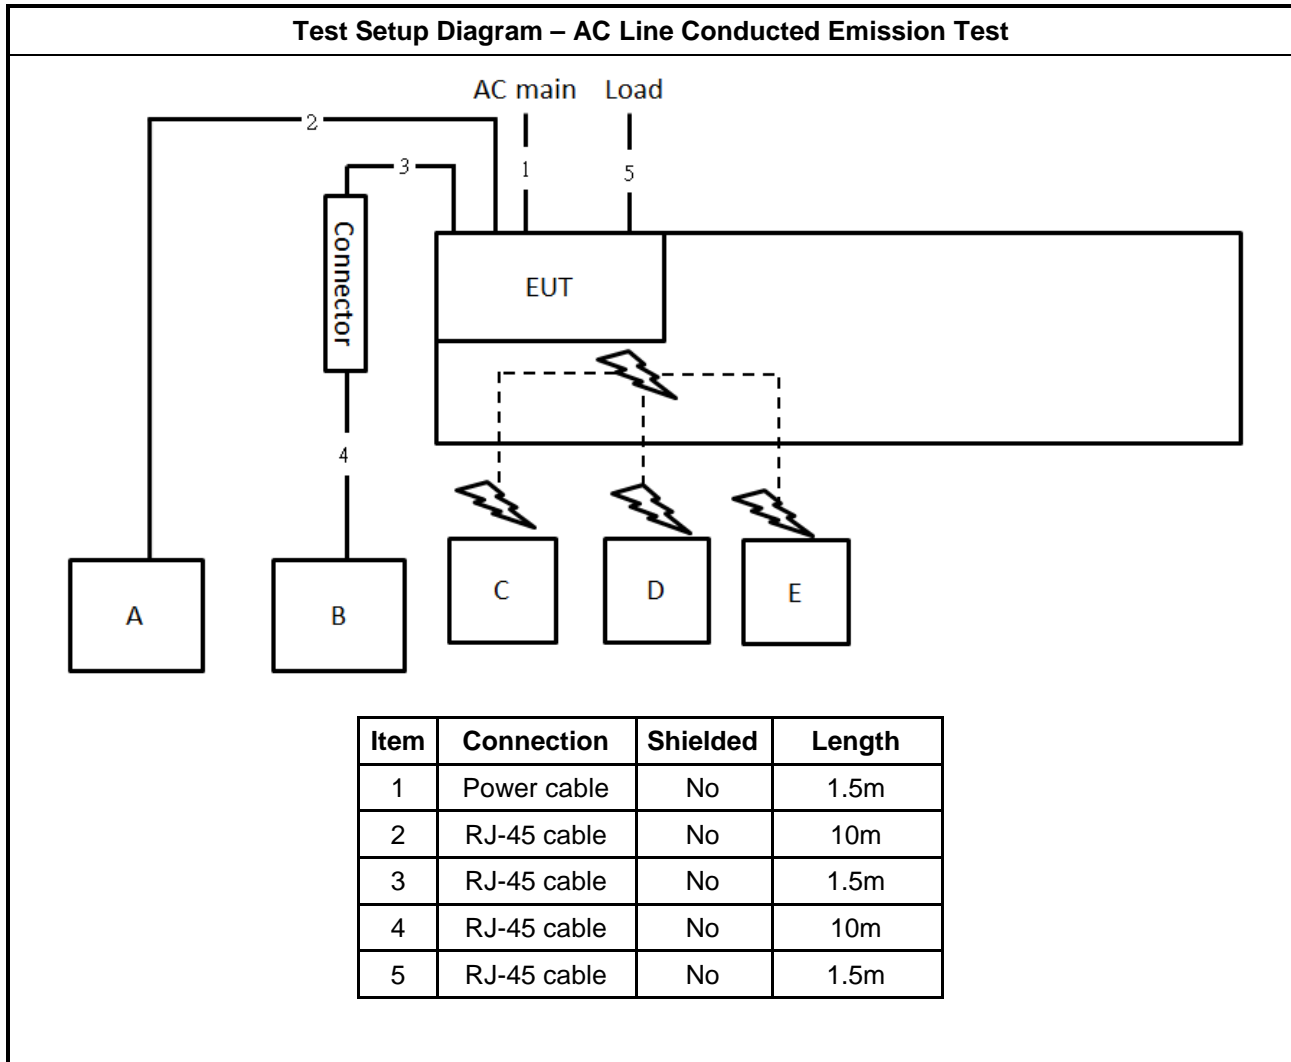 Test Setup Diagram – AC Line Conducted Emission Test
AC main Load
2
3
1
5
Connector
EUT
4
A
B
C
D
E
Item Connection Shielded Length
1 Power cable No 1.5m
2 RJ-45 cable No 10m
3 RJ-45 cable No 1.5m
4 RJ-45 cable No 10m
5 RJ-45 cable No 1.5m